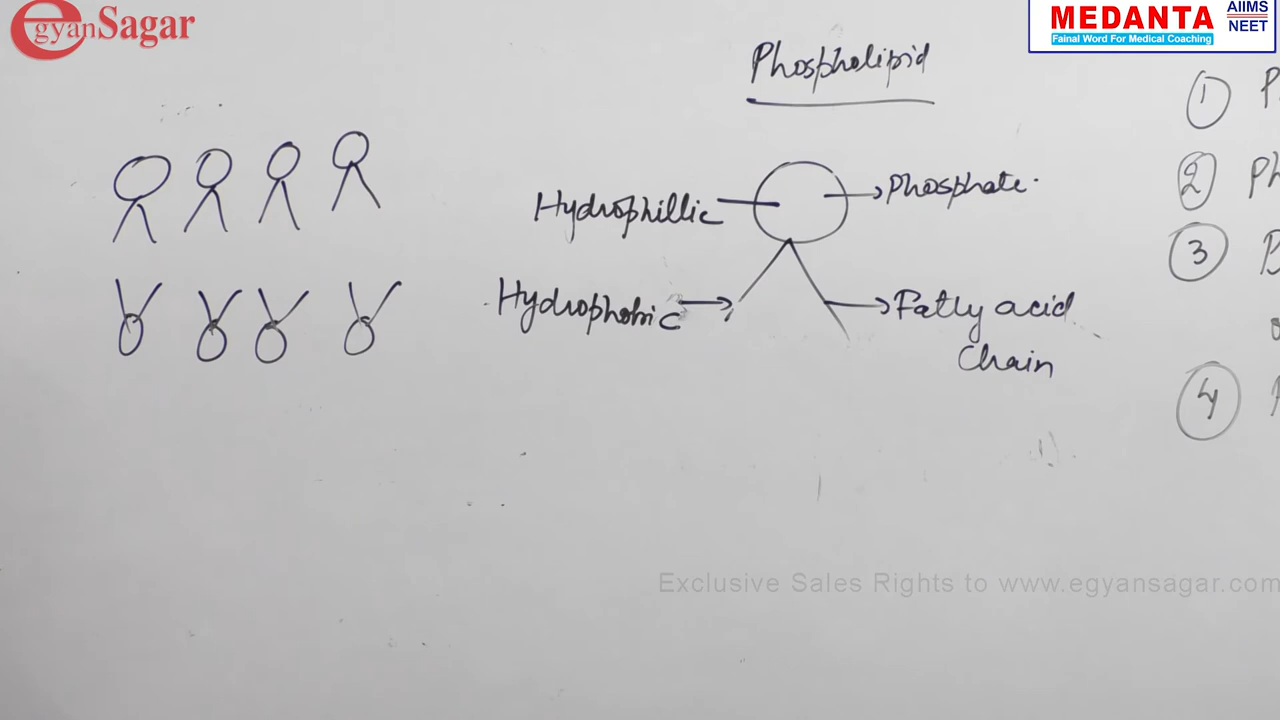 egyanSagar
MEDANTA
Fainal Word For Medical Coaching
AIIMS
NEET
Phospholipid
Hydrophillic
Phosphate.
Hydrophobic
Fatty acid
Chain
1
2 Ph
3
4
Exclusive Sales Rights to www.egyansagar.com